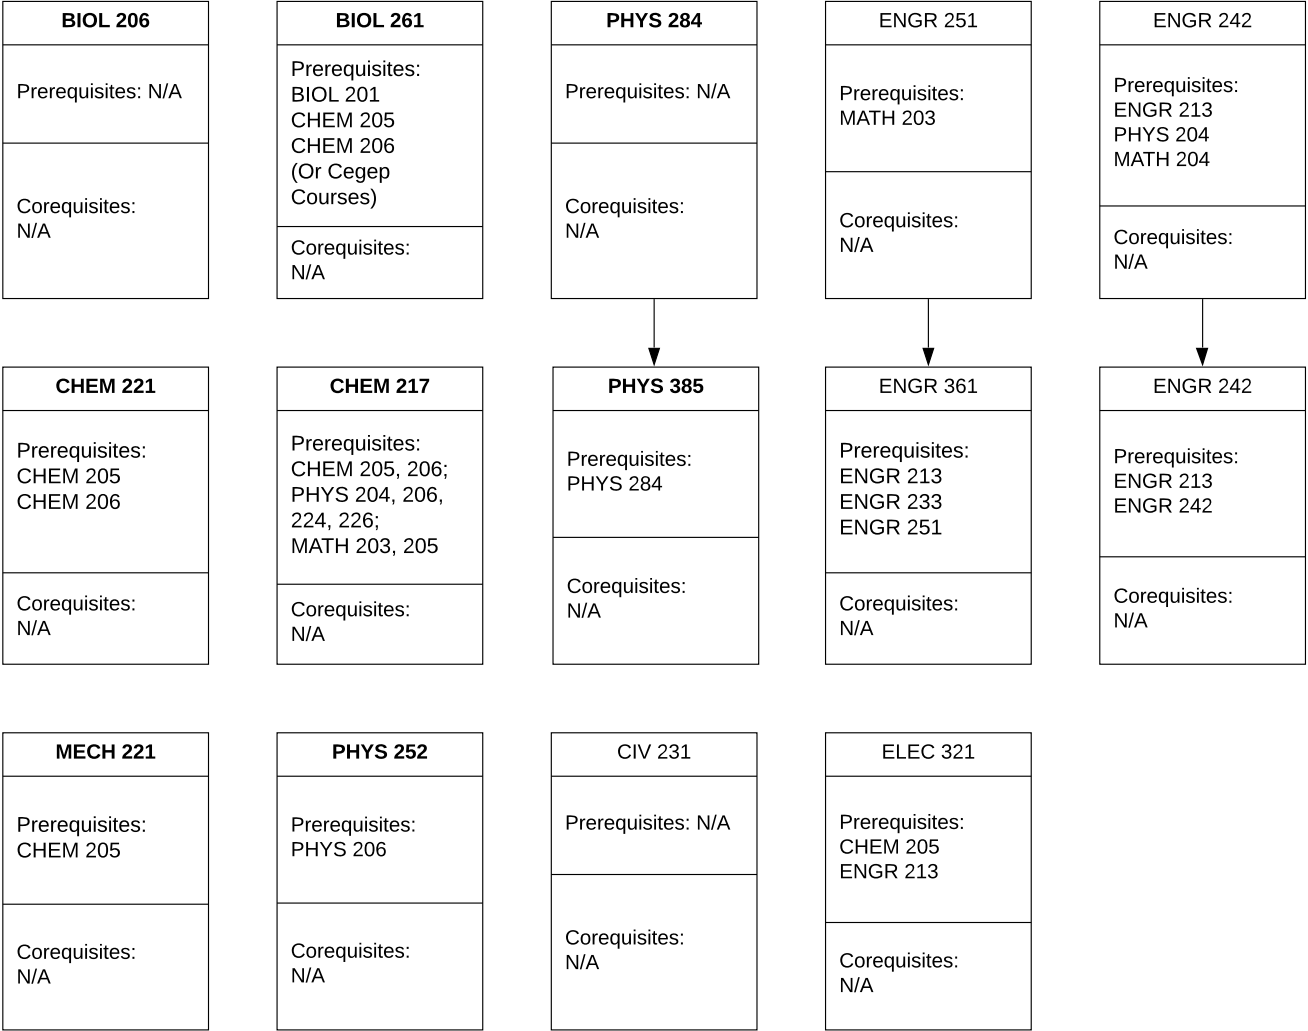 BIOL 206
Prerequisites: N/A
Corequisites:
N/A
BIOL 261
Prerequisites:
BIOL 201
CHEM 205
CHEM 206
(Or Cegep
Courses)
Corequisites:
N/A
PHYS 284
Prerequisites: N/A
Corequisites:
N/A
ENGR 251
Prerequisites:
MATH 203
Corequisites:
N/A
ENGR 242
Prerequisites:
ENGR 213
PHYS 204
MATH 204
Corequisites:
N/A
CHEM 221
Prerequisites:
CHEM 205
CHEM 206
Corequisites:
N/A
CHEM 217
Prerequisites:
CHEM 205, 206;
PHYS 204, 206,
224, 226;
MATH 203, 205
Corequisites:
N/A
PHYS 385
Prerequisites:
PHYS 284
Corequisites:
N/A
ENGR 361
Prerequisites:
ENGR 213
ENGR 233
ENGR 251
Corequisites:
N/A
ENGR 242
Prerequisites:
ENGR 213
ENGR 242
Corequisites:
N/A
MECH 221
Prerequisites:
CHEM 205
Corequisites:
N/A
PHYS 252
Prerequisites:
PHYS 206
Corequisites:
N/A
CIV 231
Prerequisites: N/A
Corequisites:
N/A
ELEC 321
Prerequisites:
CHEM 205
ENGR 213
Corequisites:
N/A